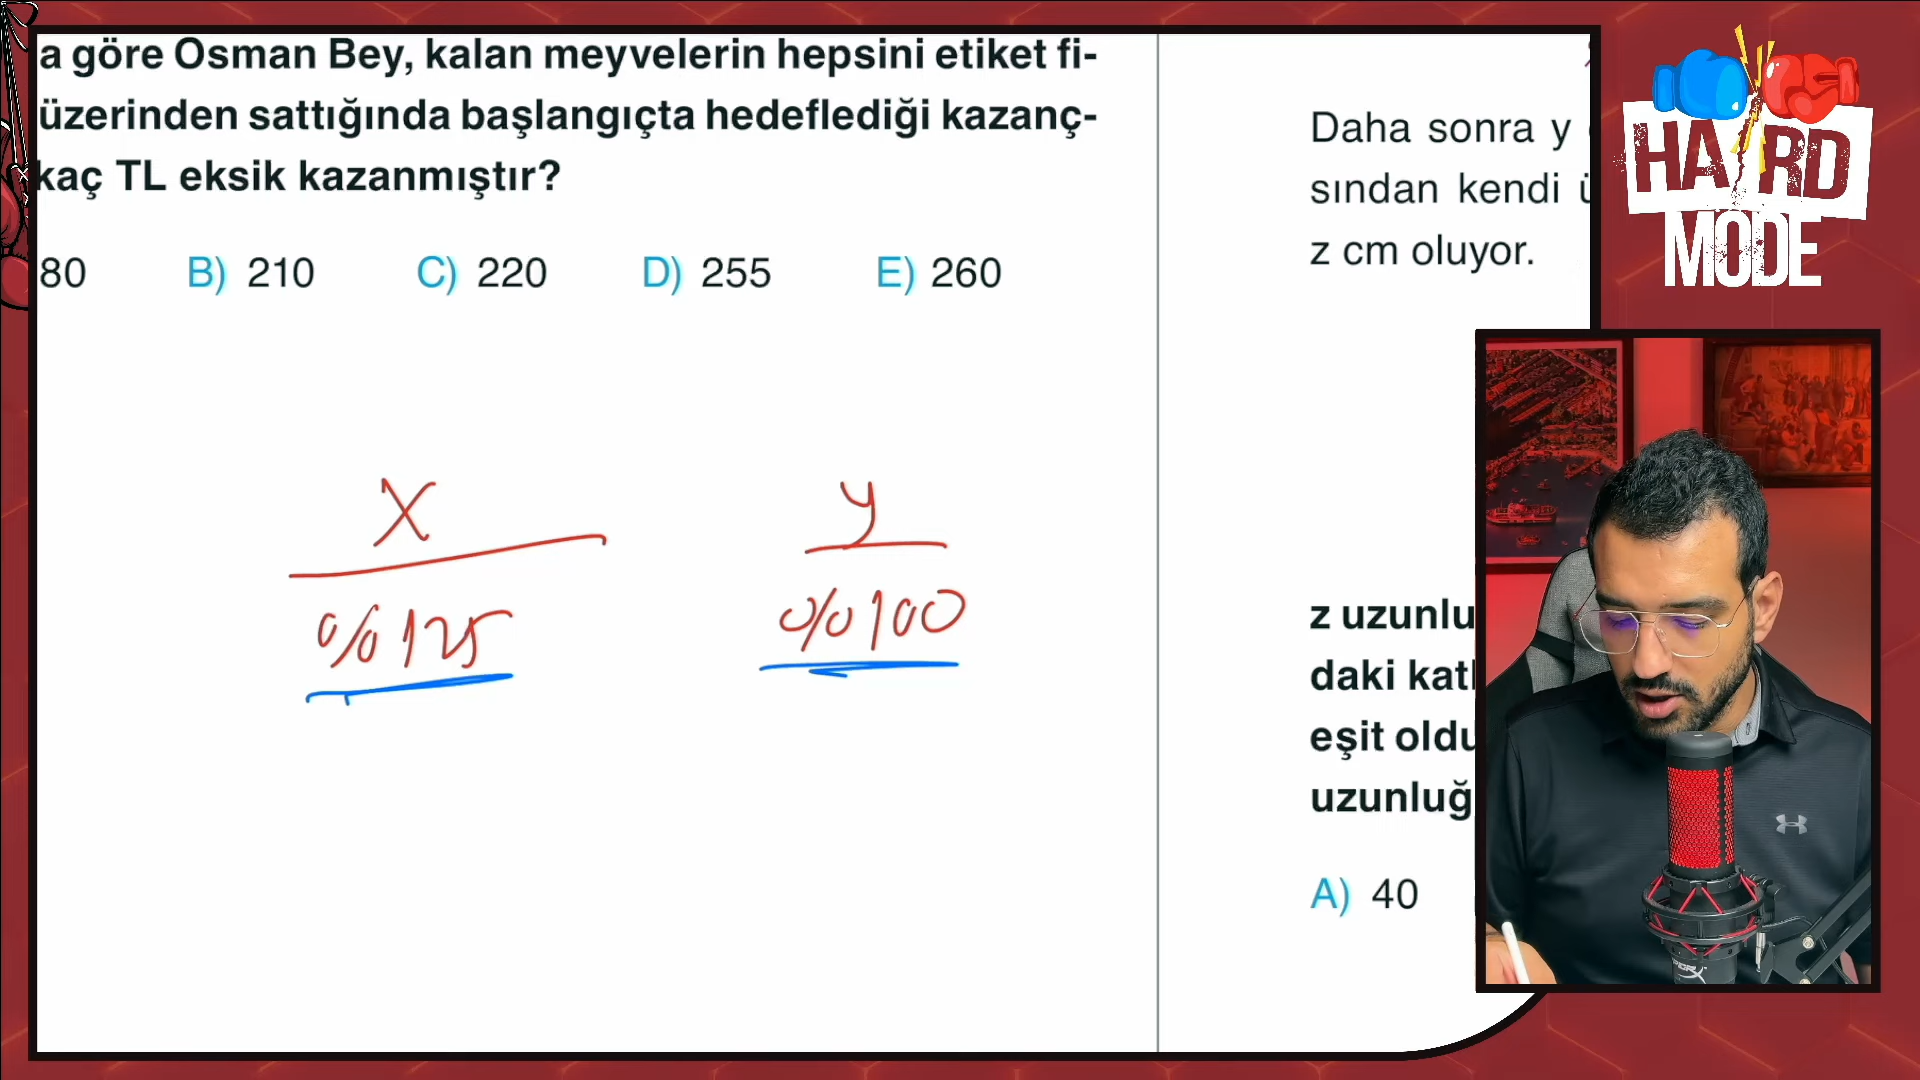 a göre Osman Bey, kalan meyvelerin hepsini etiket fi-
üzerinden sattığında başlangıçta hedeflediği kazanç-
kaç TL eksik kazanmıştır?
80 B) 210 C) 220 D) 255 E) 260
x y
%125 %100
Daha sonra y
sından kendi ü
z cm oluyor.
z uzunlu
daki katl
eşit oldu
uzunluğ
A) 40
HARD
MODE